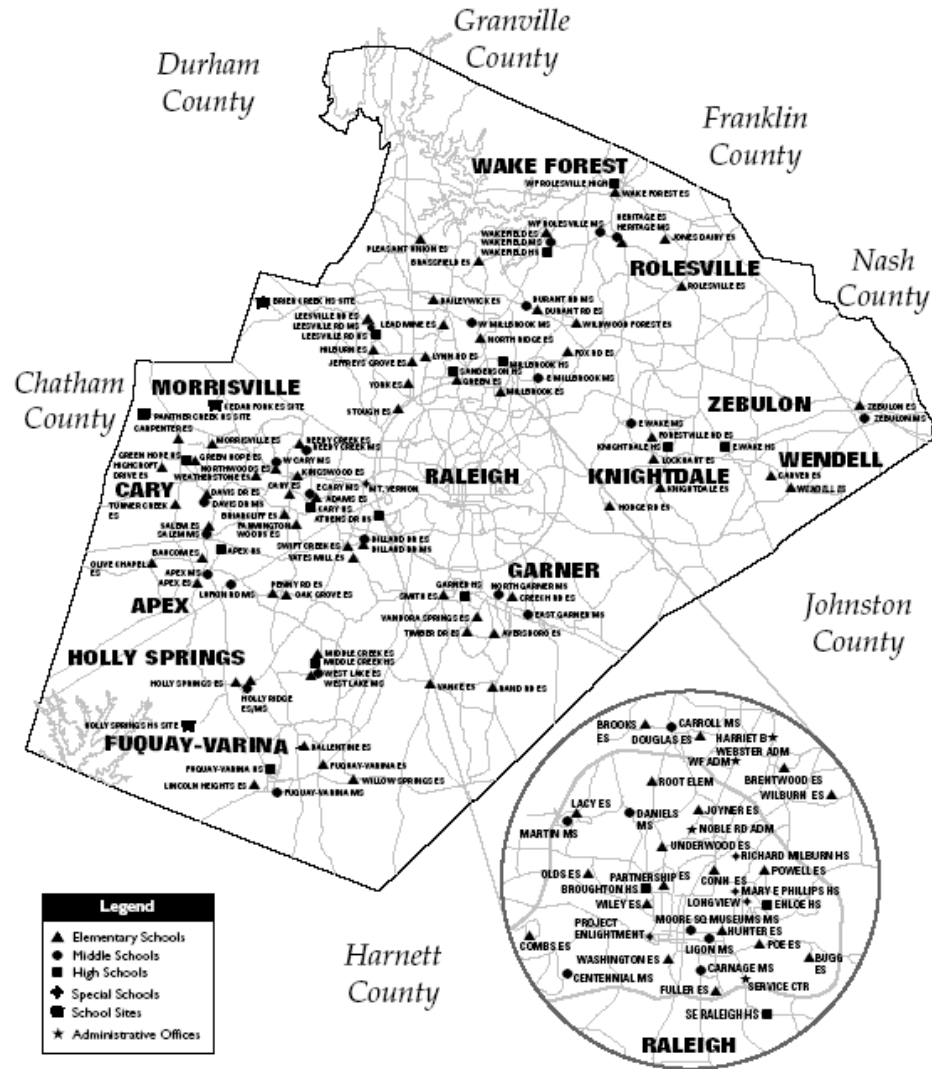 Granville
County
Durham
County
Franklin
County
WAKE FOREST
WF ROLESVILLE HIGH
WAKE FOREST ES
HERITAGE ES
HERITAGE MS
WF ROLESVILLE MS
WAKEFIELD ES
WAKEFIELD MS
WAKEFIELD HS
JONES DAIRY ES
PLEASANT UNION ES
BRASSFIELD ES
ROLESVILLE
ROLESVILLE ES
Nash
County
BRIER CREEK HS SITE
BAILEYWICK ES
DURANT RD MS
DURANT RD ES
LEESVILLE RD ES
LEESVILLE RD MS
LEESVILLE RD HS
LEAD MINE ES
W MILLBROOK MS
WILDWOOD FOREST ES
NORTH RIDGE ES
HILBURN ES
JEFFREYS GROVE ES
LYNN RD ES
FOX RD ES
MILLBROOK HS
SANDERSON HS
GREEN ES
E MILLBROOK MS
MILLBROOK ES
YORK ES
STOUGH ES
Chatham
County
MORRISVILLE
CEDAR FORK ES SITE
PANTHER CREEK HS SITE
CARPENTER ES
MORRISVILLE ES
REEDY CREEK ES
REEDY CREEK MS
GREEN HOPE HS
GREEN HOPE ES
W CARY MS
HIGHCROFT
DRIVE ES
NORTHWOODS ES
WEATHERSTONE ES
KINGSWOOD ES
CARY
CARY ES
E CARY MS
MT. VERNON
ADAMS ES
CARY HS
ATHENS DR HS
DAVIS DR ES
DAVIS DR MS
TURNER CREEK
ES
BRIARCLIFF ES
FARMINGTON
WOODS ES
SALEM ES
SALEM MS
RALEIGH
ZEBULON
ZEBULON ES
ZEBULON MS
E WAKE MS
FORESTVILLE RD ES
KNIGHTDALE HS
E WAKE HS
LOCKHART ES
WENDELL
KNIGHTDALE
CARVER ES
WENDELL ES
KNIGHTDALE ES
HODGE RD ES
BAUCOM ES
APEX HS
SWIFT CREEK ES
DILLARD DR ES
DILLARD DR MS
YATES MILL ES
OLIVE CHAPEL
ES
APEX MS
APEX ES
LUFKIN RD MS
PENNY RD ES
OAK GROVE ES
APEX
GARNER
GARNER HS
NORTH GARNER MS
SMITH ES
CREECH RD ES
EAST GARNER MS
VANDORA SPRINGS ES
TIMBER DR ES
AVERSBORO ES
Johnston
County
HOLLY SPRINGS
MIDDLE CREEK ES
MIDDLE CREEK HS
WEST LAKE ES
WEST LAKE MS
HOLLY SPRINGS ES
HOLLY RIDGE
ES/MS
VANCE ES
RAND RD ES
HOLLY SPRINGS HS SITE
FUQUAY-VARINA
BALLENTINE ES
FUQUAY-VARINA HS
FUQUAY-VARINA ES
LINCOLN HEIGHTS ES
WILLOW SPRINGS ES
FUQUAY-VARINA MS
BROOKS
ES
CARROLL MS
DOUGLAS ES
HARRIET B
WEBSTER ADM
WF ADM
BRENTWOOD ES
WILBURN ES
ROOT ELEM
LACY ES
DANIELS
MS
JOYNER ES
MARTIN MS
NOBLE RD ADM
UNDERWOOD ES
RICHARD MILBURN HS
OLDS ES
PARTNERSHIP ES
CONN ES
POWELL ES
BROUGHTON HS
MARY E PHILLIPS HS
WILEY ES
LONGVIEW
ENLOE HS
MOORE SQ MUSEUMS MS
PROJECT
ENLIGHTMENT
HUNTER ES
COMBS ES
LIGON MS
POE ES
WASHINGTON ES
BUGG
ES
CENTENNIAL MS
CARNAGE MS
SERVICE CTR
FULLER ES
SE RALEIGH HS
RALEIGH
Harnett
County
Legend
Elementary Schools
Middle Schools
High Schools
Special Schools
School Sites
Administrative Offices